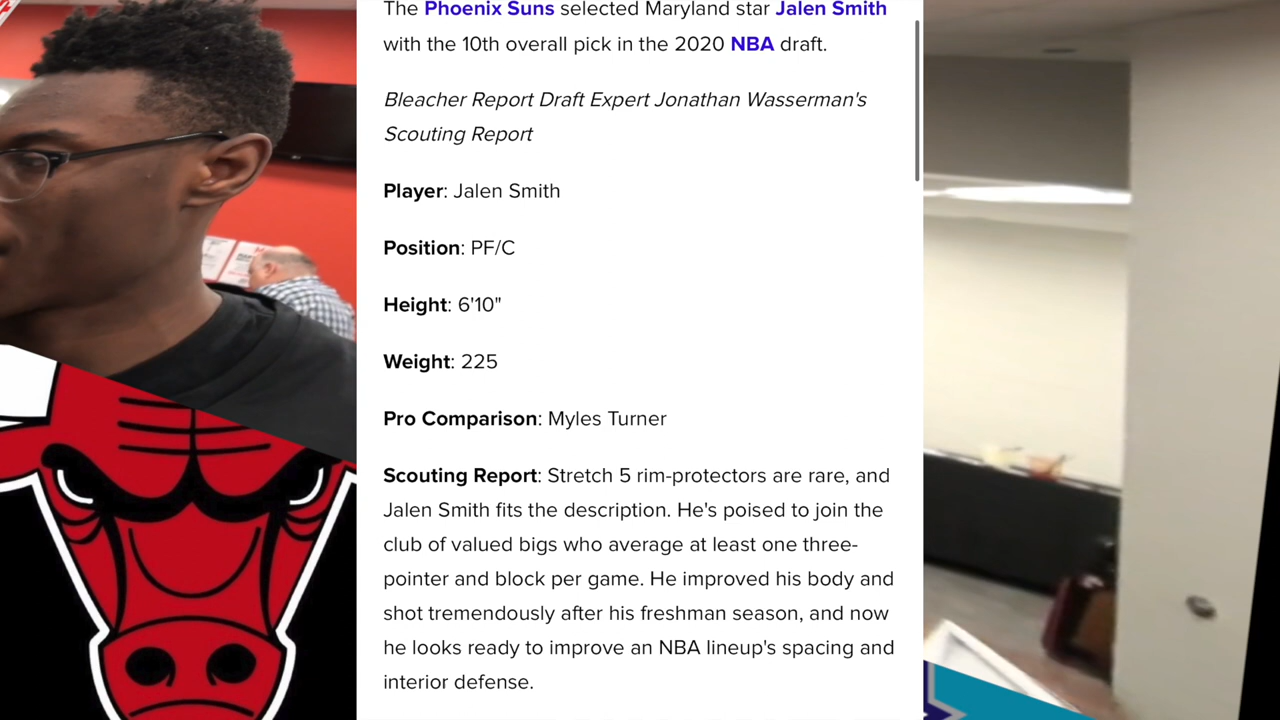 The Phoenix Suns selected Maryland star Jalen Smith
with the 10th overall pick in the 2020 NBA draft.
Bleacher Report Draft Expert Jonathan Wasserman's
Scouting Report
Player: Jalen Smith
Position: PF/C
Height: 6'10"
Weight: 225
Pro Comparison: Myles Turner
Scouting Report: Stretch 5 rim-protectors are rare, and
Jalen Smith fits the description. He's poised to join the
club of valued bigs who average at least one three-
pointer and block per game. He improved his body and
shot tremendously after his freshman season, and now
he looks ready to improve an NBA lineup's spacing and
interior defense.